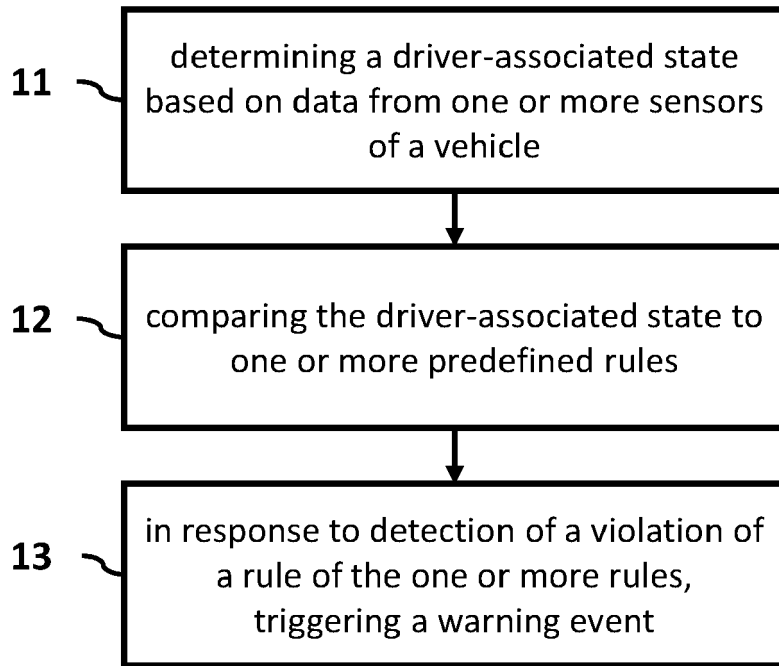 11
determining a driver-associated state
based on data from one or more sensors
of a vehicle
12
comparing the driver-associated state to
one or more predefined rules
13
in response to detection of a violation of
a rule of the one or more rules,
triggering a warning event